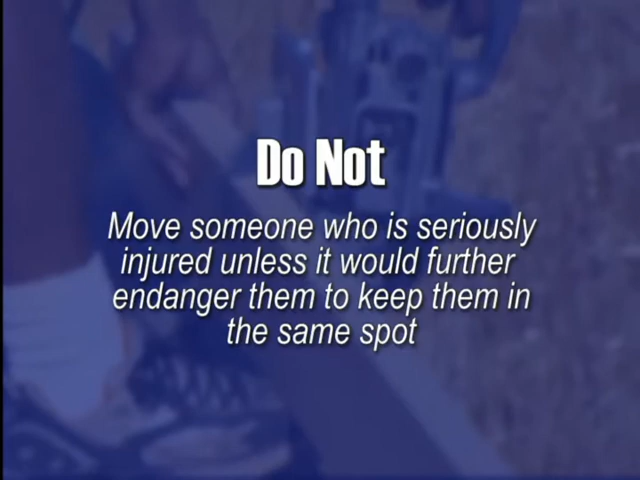 Do Not
Move someone who is seriously
injured unless it would further
endanger them to keep them in
the same spot